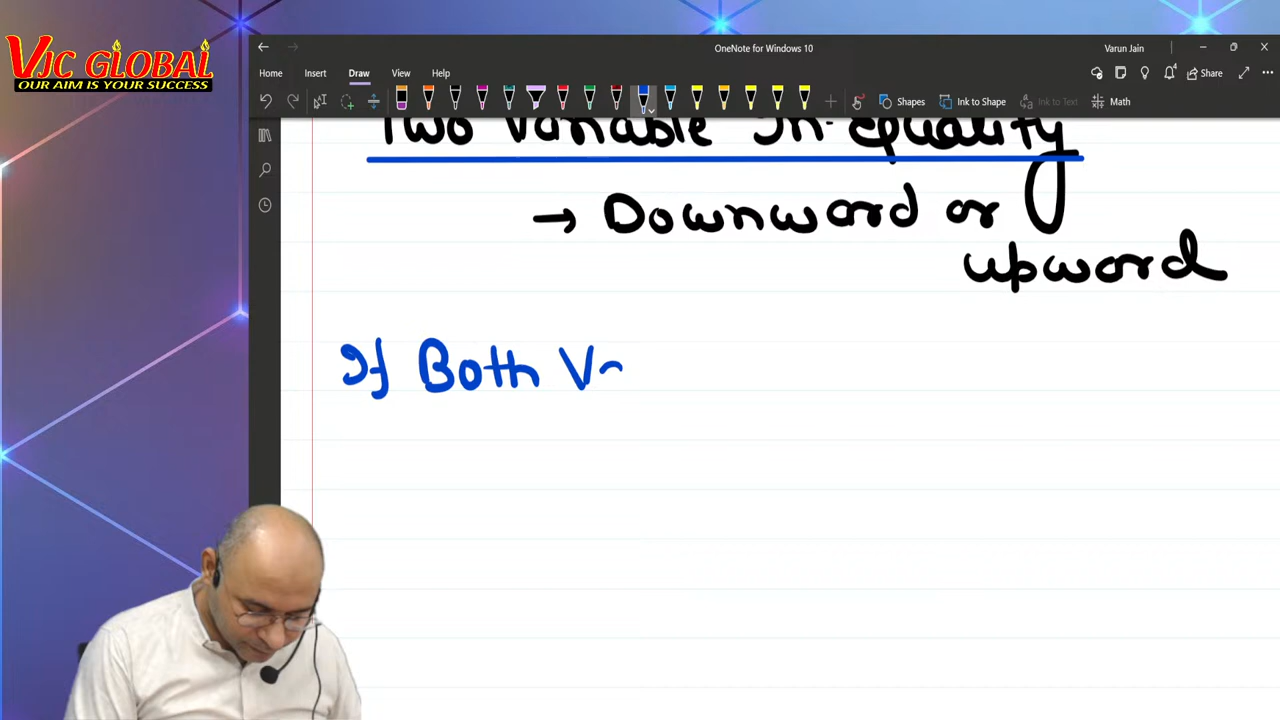 VJC GLOBAL
OUR AIM IS YOUR SUCCESS
OneNote for Windows 10
Varun Jain
Home Insert Draw View Help
Share
Shapes Ink to Shape Ink to Text Math
Two Variable In-equality
→ Downward or
upword
If Both V